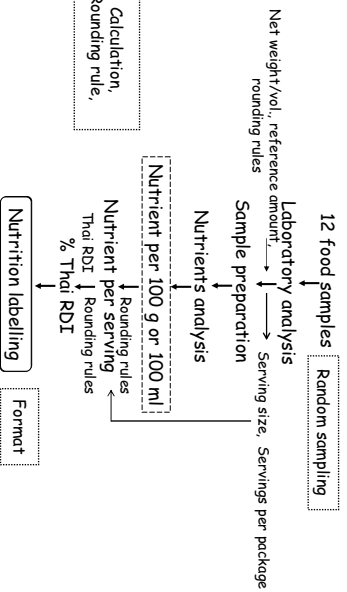 12 food samples
Random sampling
Laboratory analysis
Net weight/vol., reference amount,
rounding rules
Serving size, Servings per package
Sample preparation
Nutrients analysis
Nutrient per 100 g or 100 ml
Rounding rules
Nutrient per serving
Thai RDI Rounding rules
% Thai RDI
Nutrition labelling
Calculation,
Rounding rule,
Format